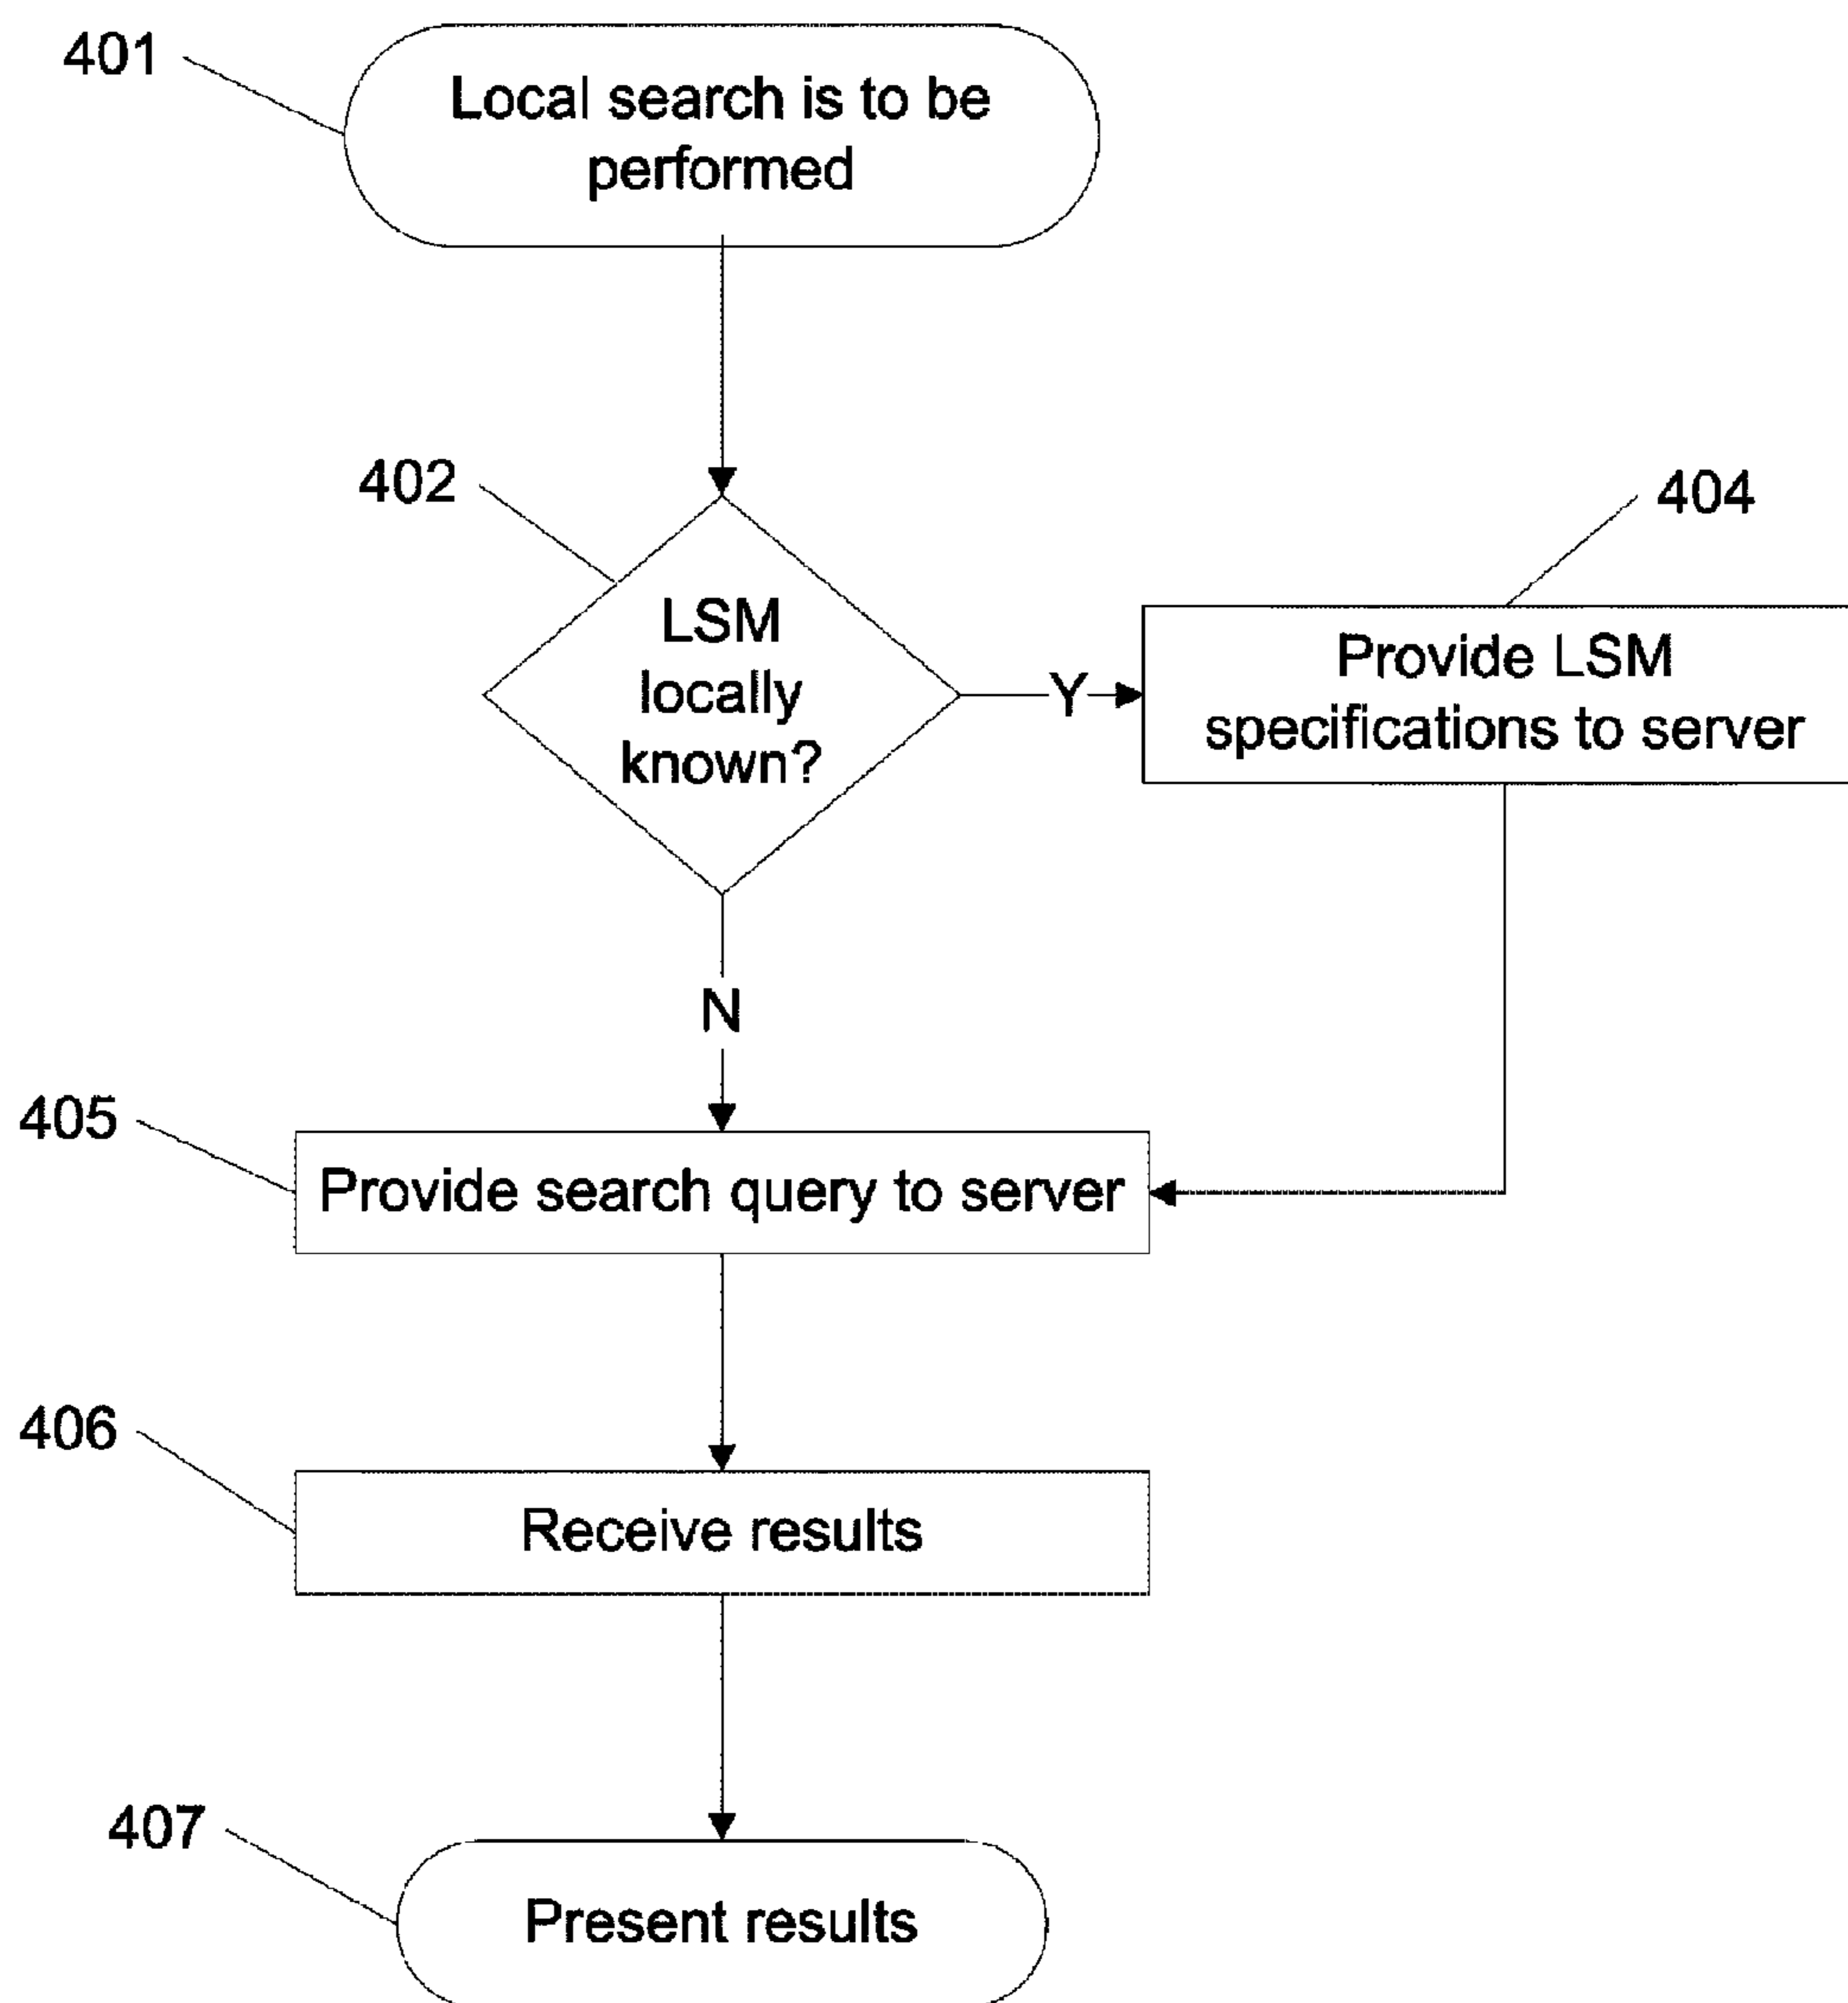 401
Local search is to be
performed
402
LSM
locally
known?
Y
404
Provide LSM
specifications to server
N
405
Provide search query to server
406
Receive results
407
Present results